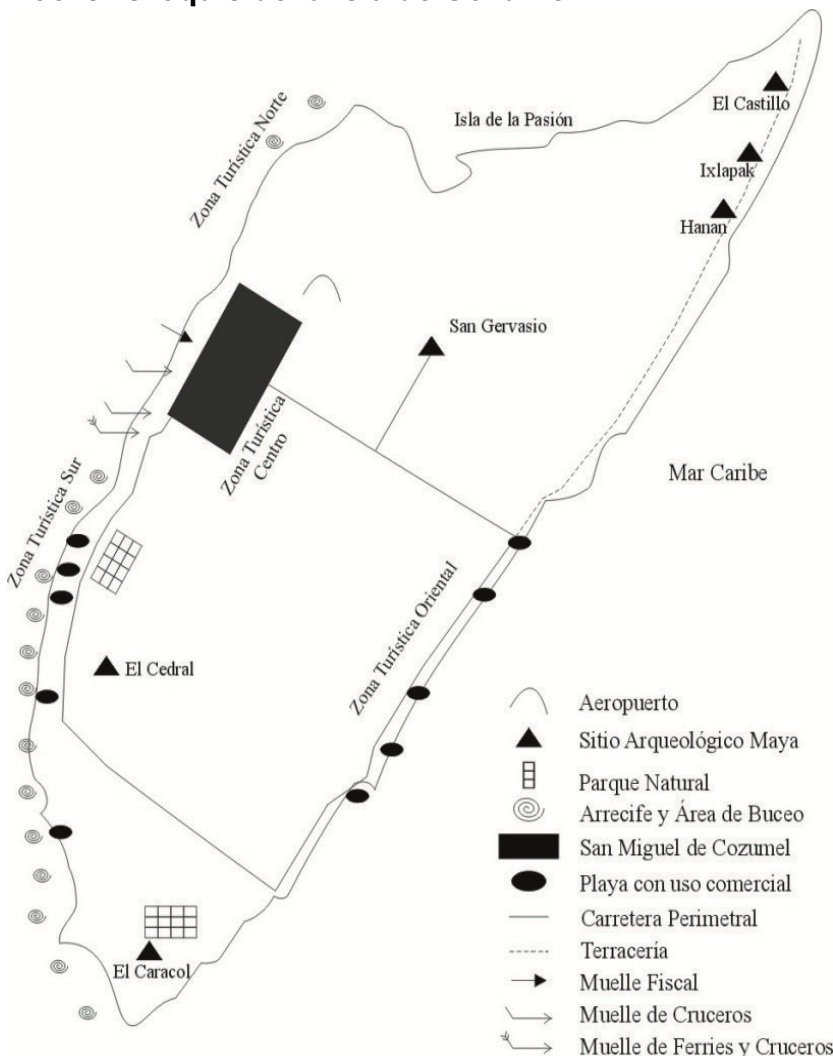 El Castillo
Isla de la Pasión
Zona Turística Norte
Ixlapak
Hanan
San Gervasio
Zona Turística
Centro
Mar Caribe
Zona Turística Sur
Zona Turística Oriental
El Cedral
El Caracol
Aeropuerto
Sitio Arqueológico Maya
Parque Natural
Arrecife y Área de Buceo
San Miguel de Cozumel
Playa con uso comercial
Carretera Perimetral
Terracería
Muelle Fiscal
Muelle de Cruceros
Muelle de Ferries y Cruceros